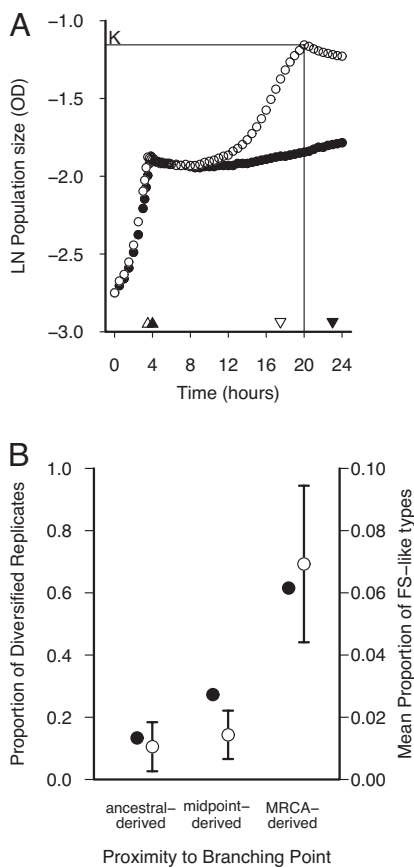 A
K
−1.0
−1.5
−2.0
−2.5
−3.0
LN Population size (OD)
0 4 8 12 16 20 24
Time (hours)
B
1.0
0.8
0.6
0.4
0.2
0.0
Proportion of Diversified Replicates
0.10
0.08
0.06
0.04
0.02
0.00
Mean Proportion of FS−like types
ancestral−
derived
midpoint−
derived
MRCA−
derived
Proximity to Branching Point